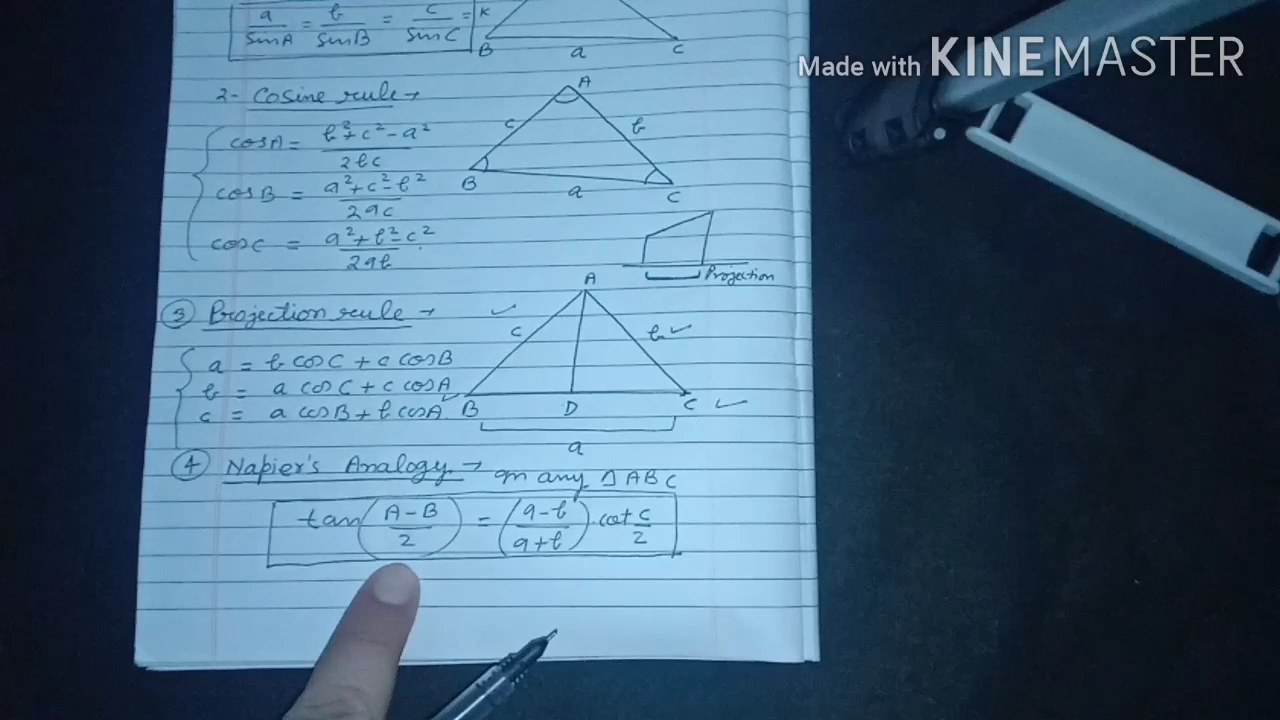 a/sinA = b/sinB = c/sinC = K
B a C
Made with KINEMASTER
2- Cosine rule →
A
c b
B a C
cosA = b²+c²-a²/2bc
cosB = a²+c²-b²/2ac
cosC = a²+b²-c²/2ab
Projection
③ Projection rule →
A
c ✓ b ✓
a = b cosC + c cosB
b = a cosC + c cosA
c = a cosB + b cosA
B D C ✓
a
④ Napier's Analogy → In any Δ ABC
tan(A-B/2) = (a-b/a+b) · cot c/2